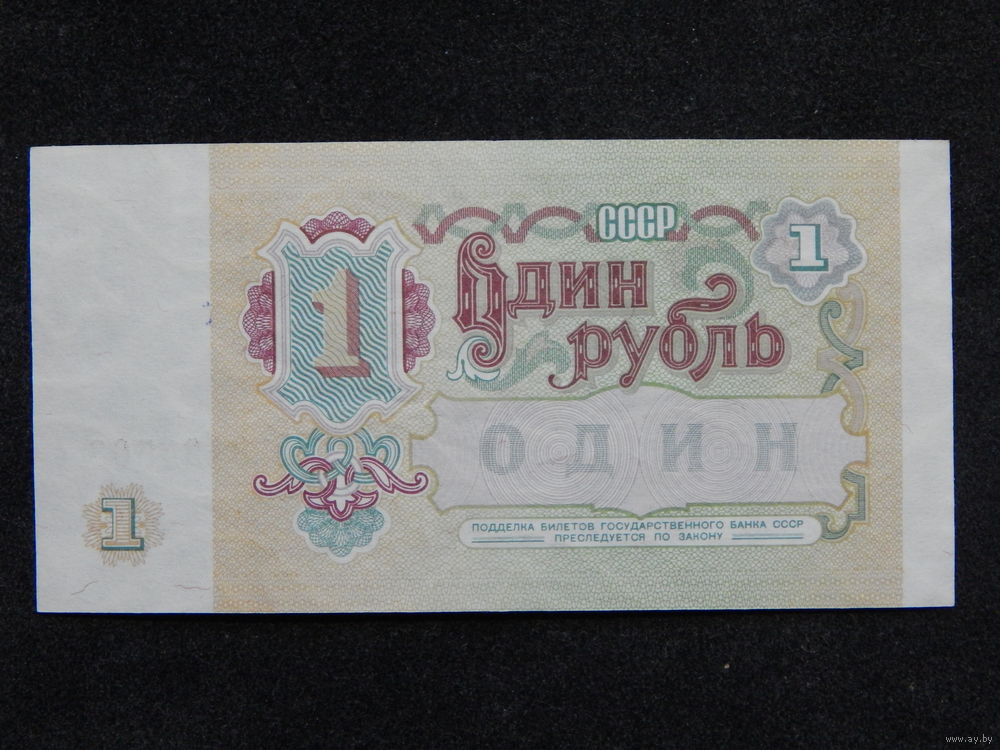 СССР
1
Один
рубль
1
ОДИН
ПОДДЕЛКА БИЛЕТОВ ГОСУДАРСТВЕННОГО БАНКА СССР
ПРЕСЛЕДУЕТСЯ ПО ЗАКОНУ
1
www.ay.by